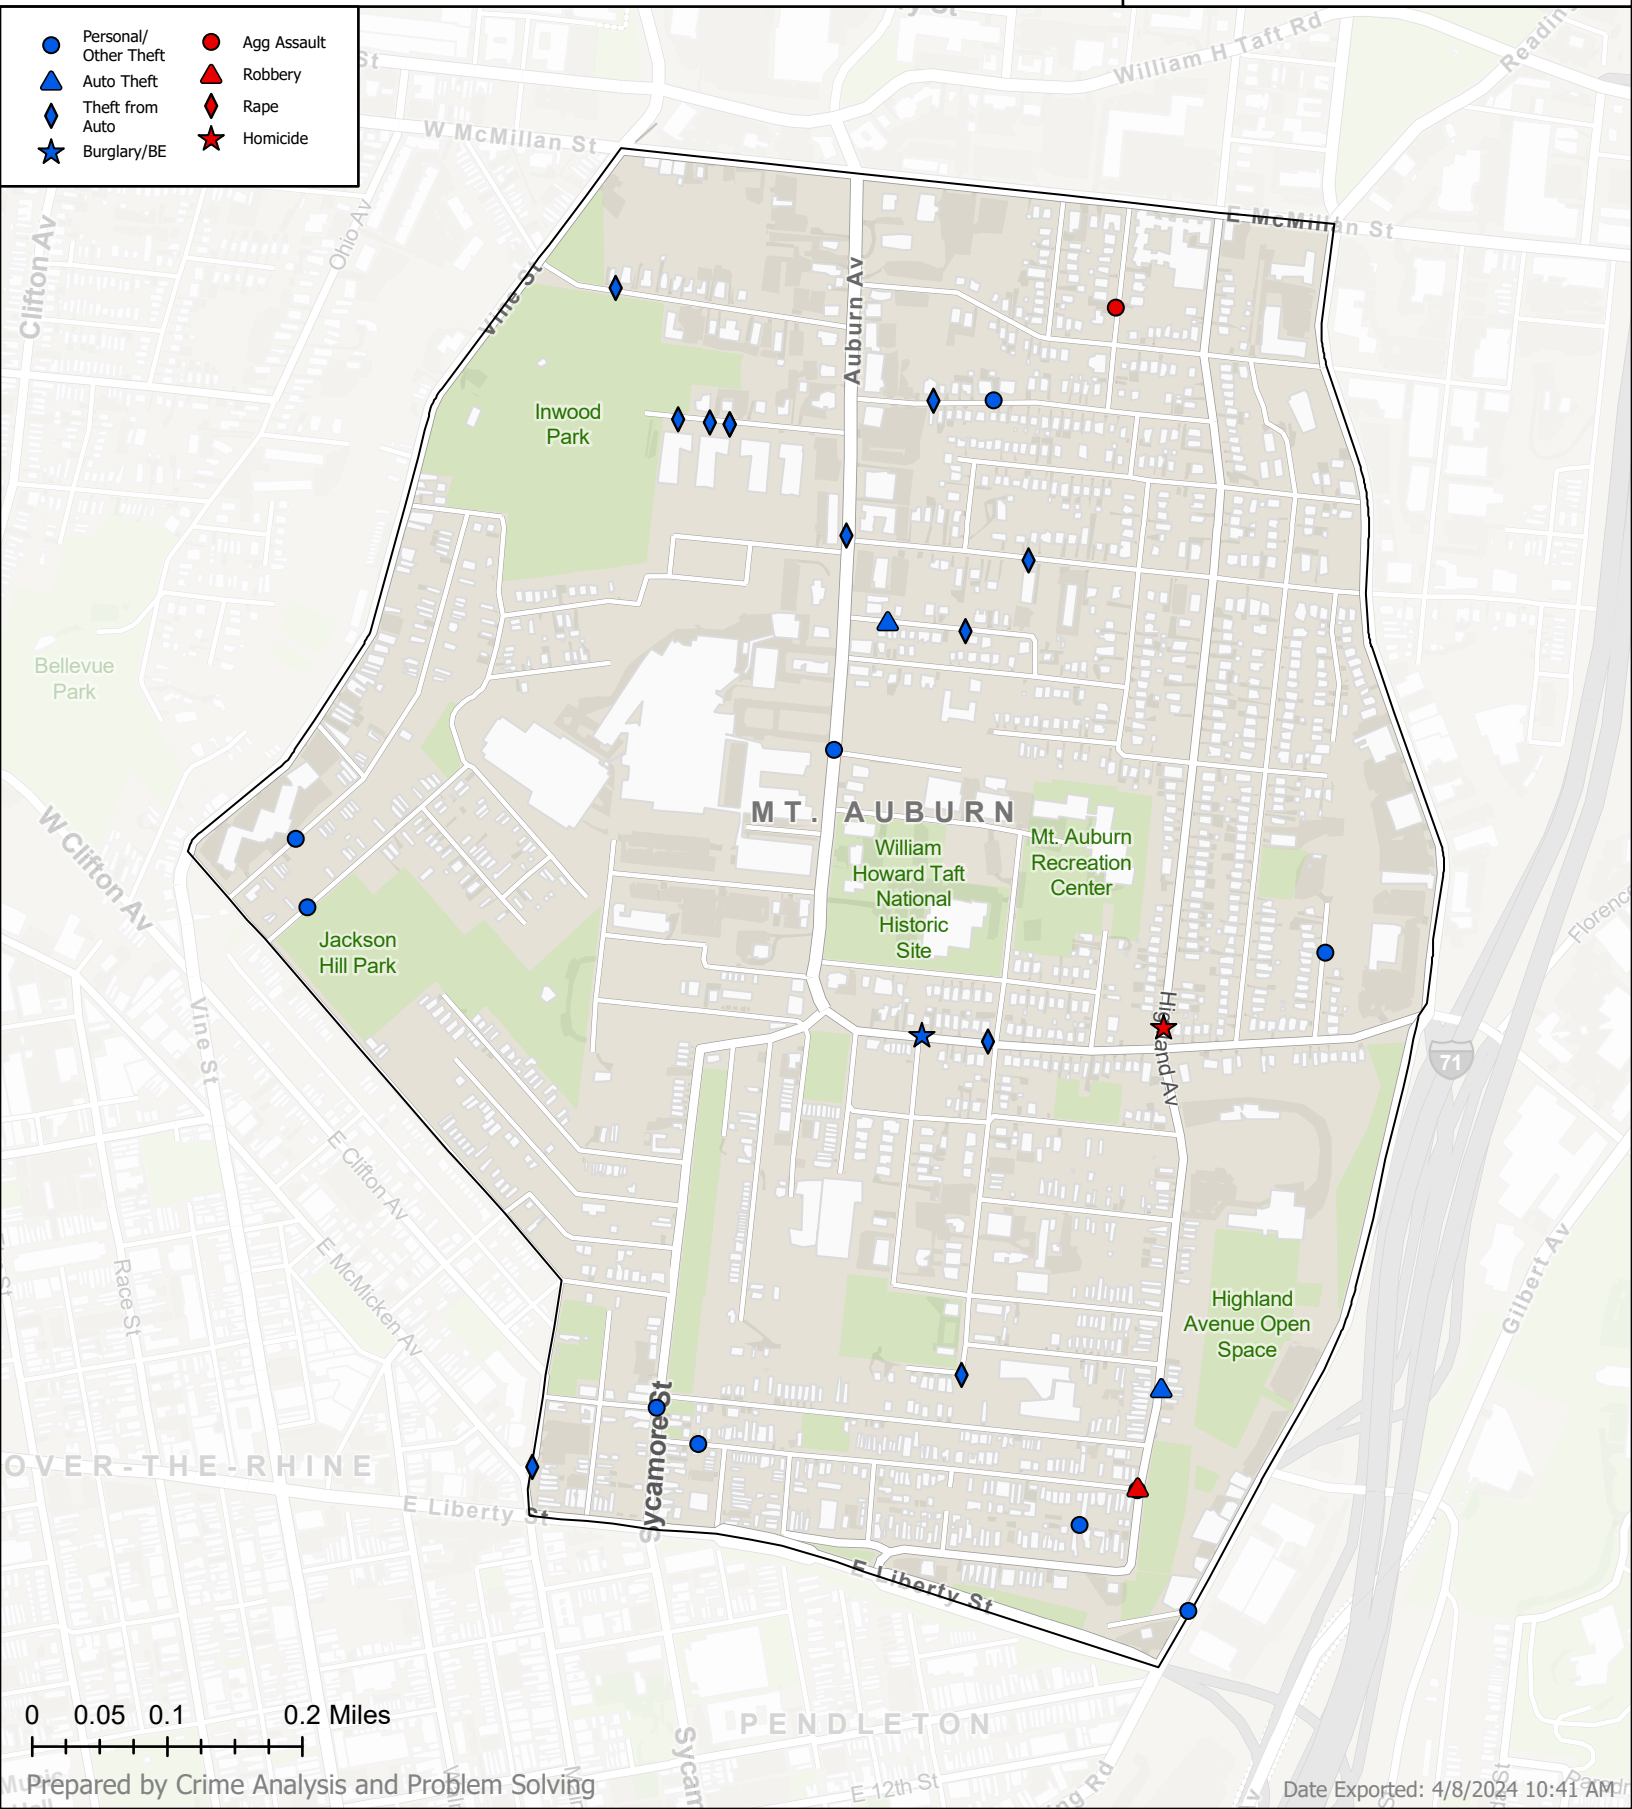 Personal/
Other Theft
Auto Theft
Theft from
Auto
Burglary/BE
Agg Assault
Robbery
Rape
Homicide
St
William H Taft Rd
W McMillan St
E McMillan St
Clifton Av
Ohio Av
Vine St
Auburn Av
Inwood
Park
Bellevue
Park
MT. AUBURN
William
Howard Taft
National
Historic
Site
Mt. Auburn
Recreation
Center
W Clifton Av
Jackson
Hill Park
Florence
Vine St
Highland Av
71
E Clifton Av
E McMicken Av
Race St
Gilbert Av
Highland
Avenue Open
Space
Sycamore St
OVER-THE-RHINE
E Liberty St
E Liberty St
PENDLETON
Sycam
E 12th St
0 0.05 0.1 0.2 Miles
Prepared by Crime Analysis and Problem Solving
Date Exported: 4/8/2024 10:41 AM